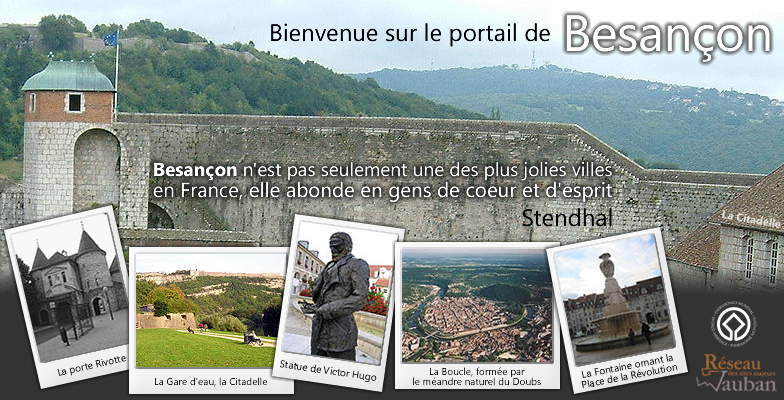 Bienvenue sur le portail de Besançon
Besançon n'est pas seulement une des plus jolies villes
en France, elle abonde en gens de coeur et d'esprit
Stendhal
La Citadelle
La porte Rivotte
La Gare d'eau, la Citadelle
Statue de Victor Hugo
La Boucle, formée par
le méandre naturel du Doubs
La Fontaine ornant la
Place de la Révolution
Réseau
des sites majeurs
Vauban